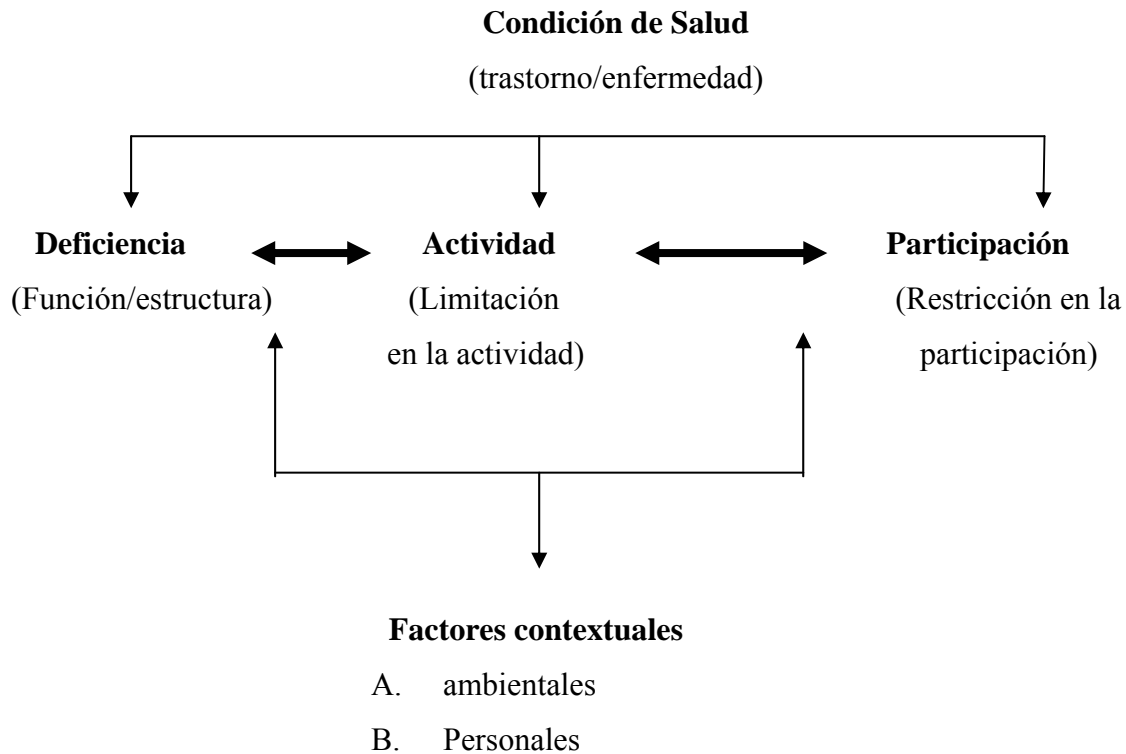 Condición de Salud
(trastorno/enfermedad)
Deficiencia Actividad Participación
(Función/estructura) (Limitación (Restricción en la
en la actividad) participación)
Factores contextuales
A. ambientales
B. Personales